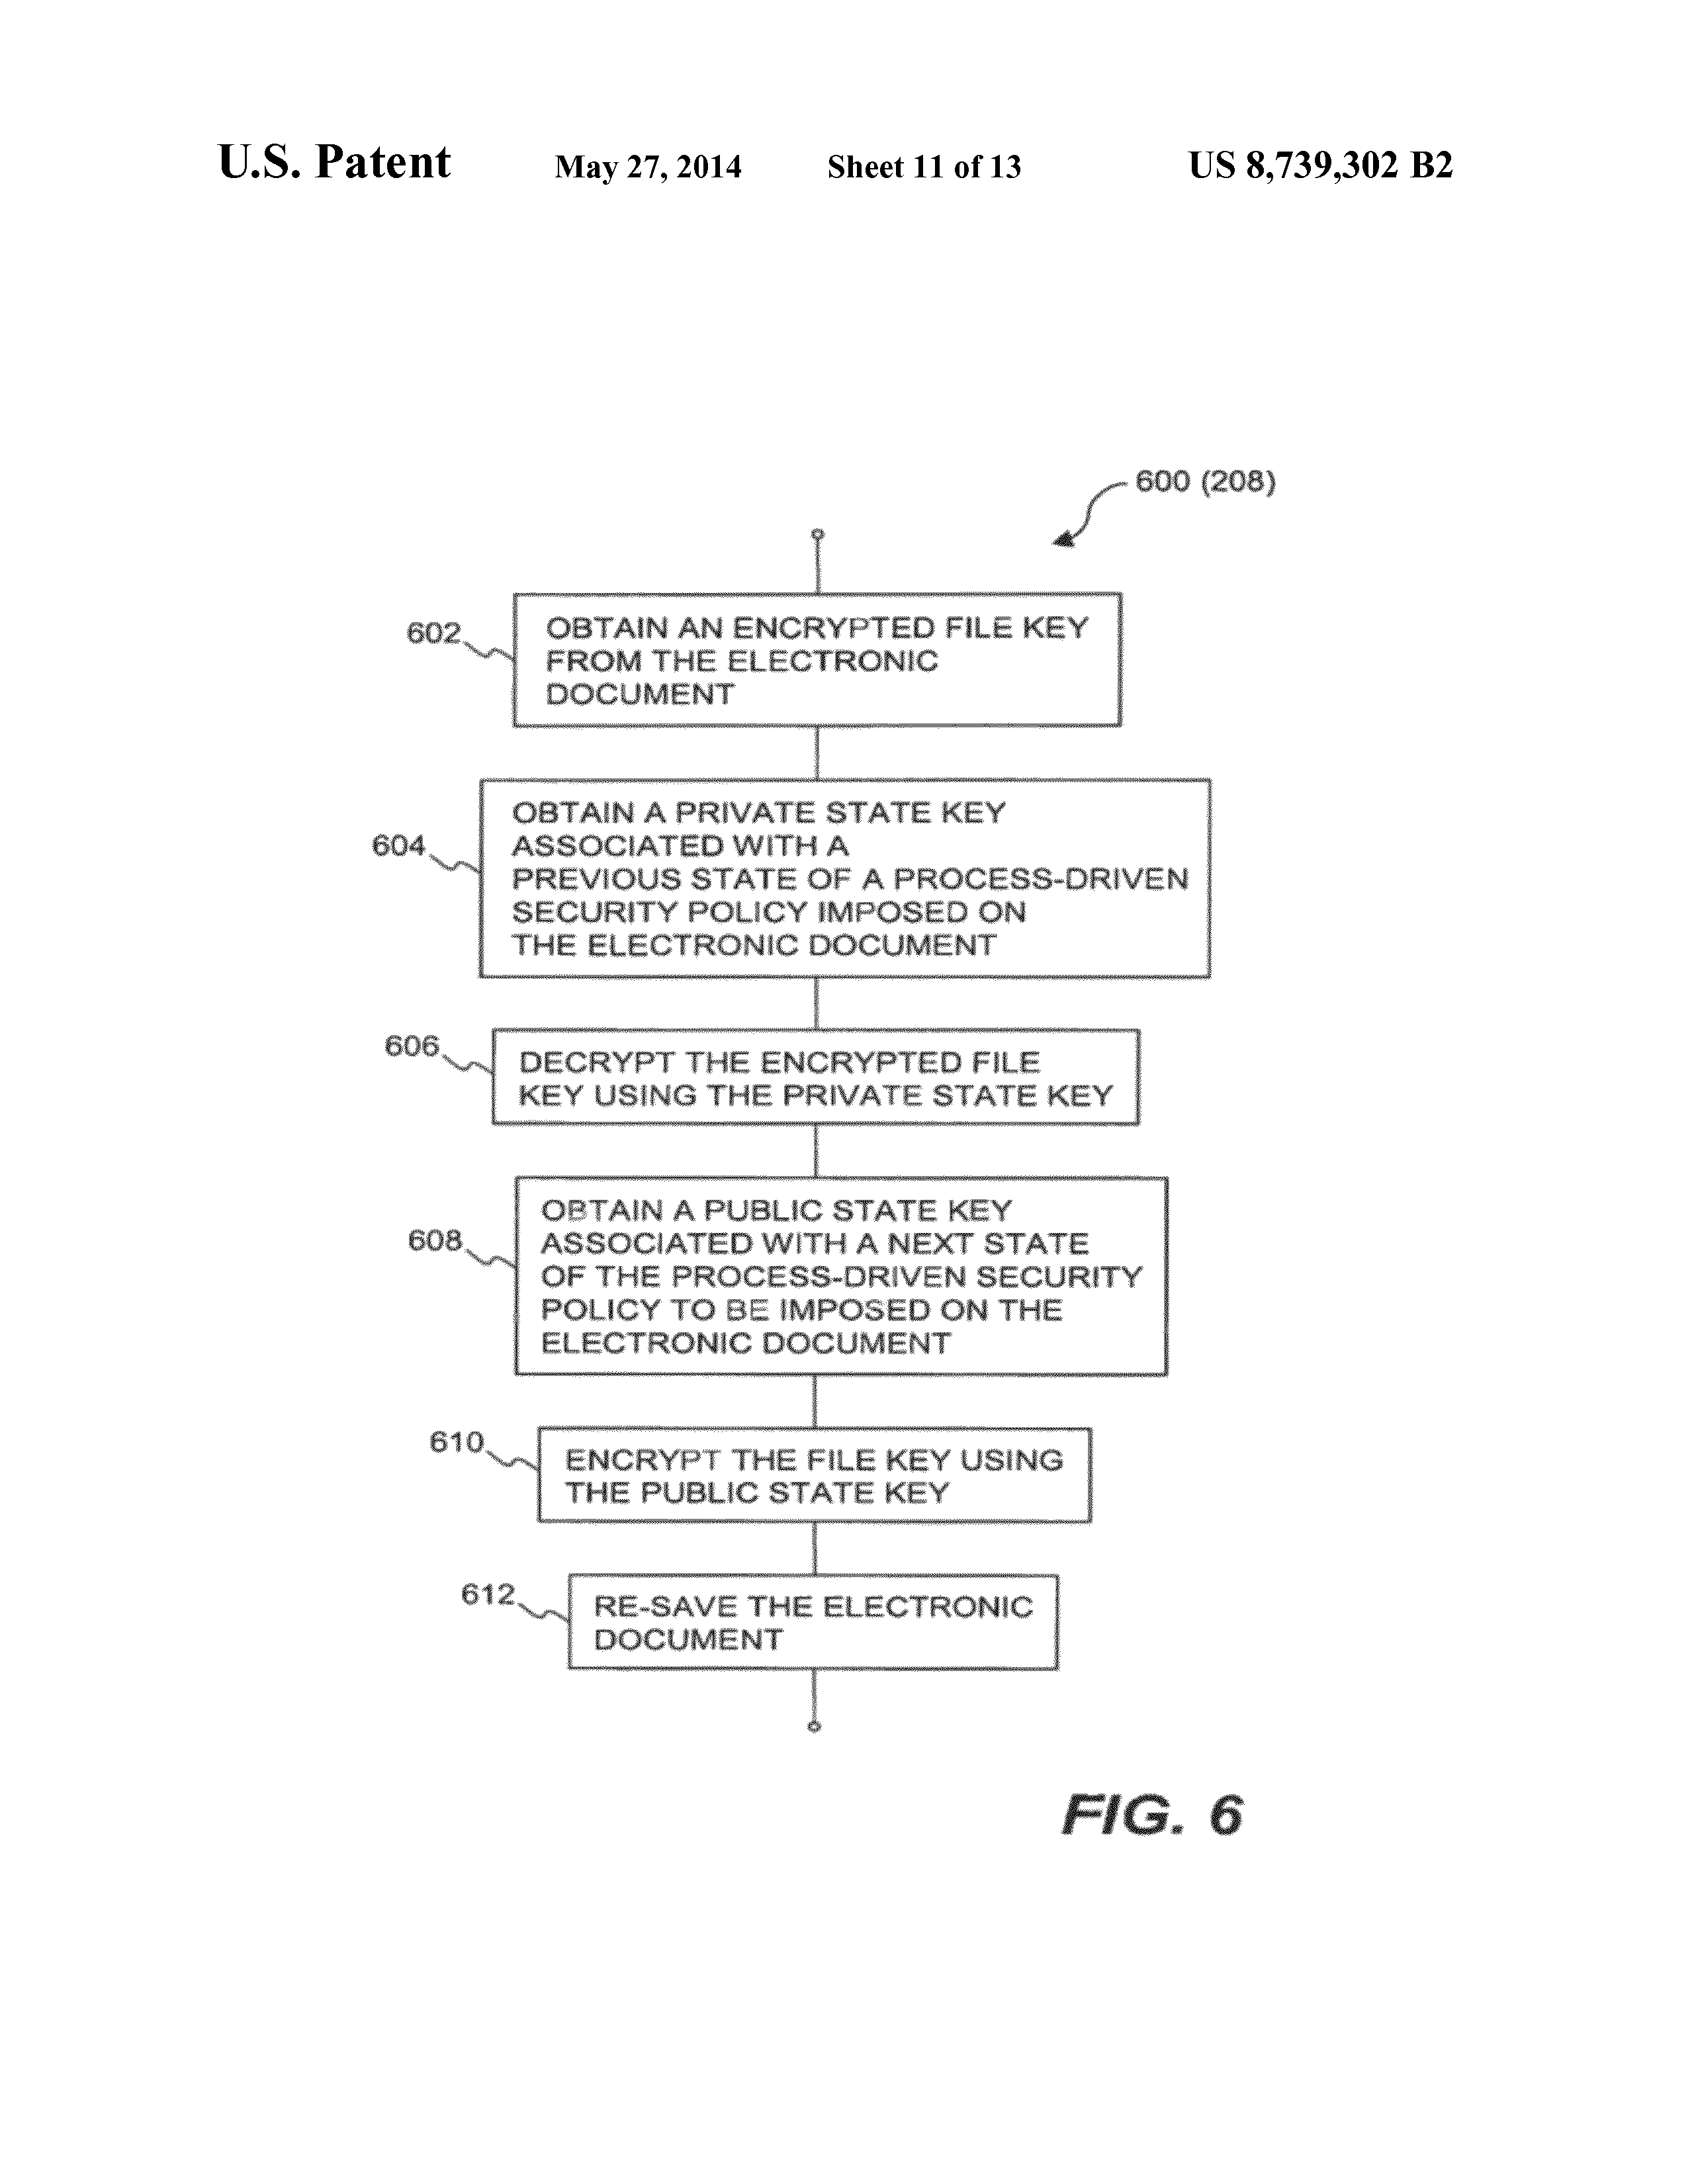 U.S. Patent May 27, 2014 Sheet 11 of 13 US 8,739,302 B2
600 (208)
602
OBTAIN AN ENCRYPTED FILE KEY
FROM THE ELECTRONIC
DOCUMENT
604
OBTAIN A PRIVATE STATE KEY
ASSOCIATED WITH A
PREVIOUS STATE OF A PROCESS-DRIVEN
SECURITY POLICY IMPOSED ON
THE ELECTRONIC DOCUMENT
606
DECRYPT THE ENCRYPTED FILE
KEY USING THE PRIVATE STATE KEY
608
OBTAIN A PUBLIC STATE KEY
ASSOCIATED WITH A NEXT STATE
OF THE PROCESS-DRIVEN SECURITY
POLICY TO BE IMPOSED ON THE
ELECTRONIC DOCUMENT
610
ENCRYPT THE FILE KEY USING
THE PUBLIC STATE KEY
612
RE-SAVE THE ELECTRONIC
DOCUMENT
FIG. 6